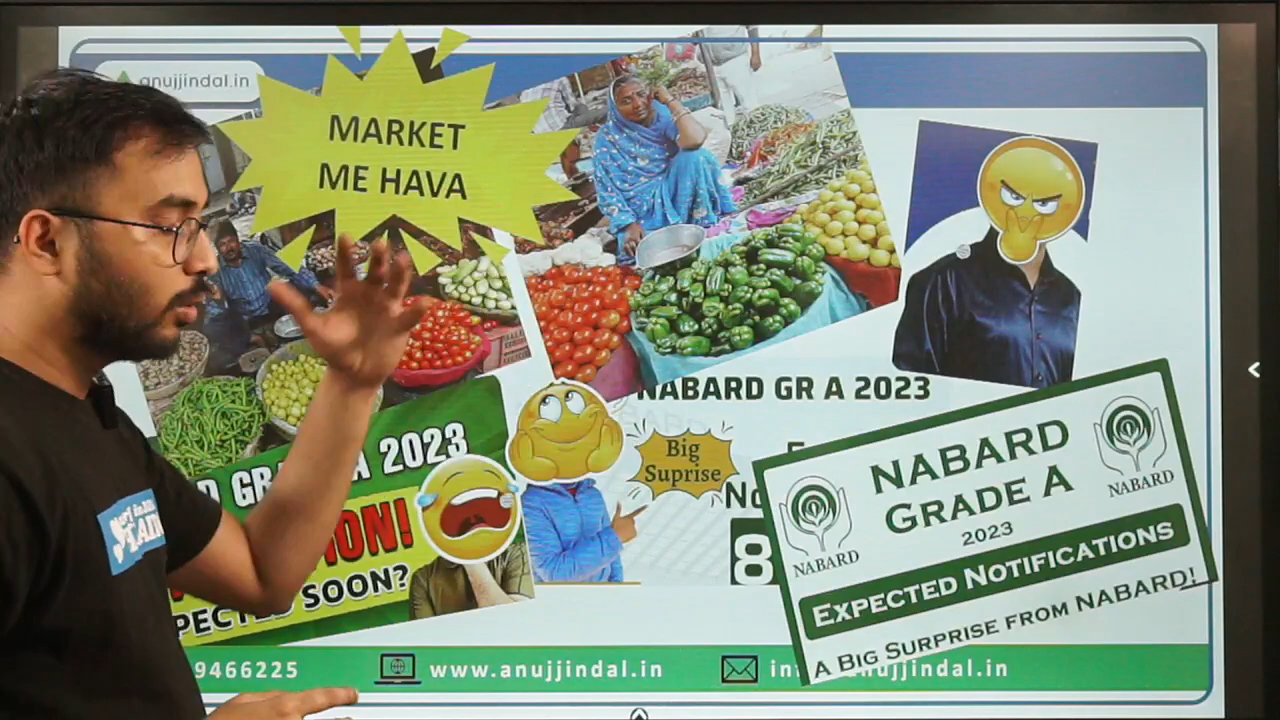 anujjindal.in
MARKET
ME HAVA
NABARD GR A 2023
Big
Suprise
A 2023
SOON?
NABARD
GRADE A
2023
NABARD
NABARD
EXPECTED NOTIFICATIONS
A BIG SURPRISE FROM NABARD!
9466225
www.anujjindal.in